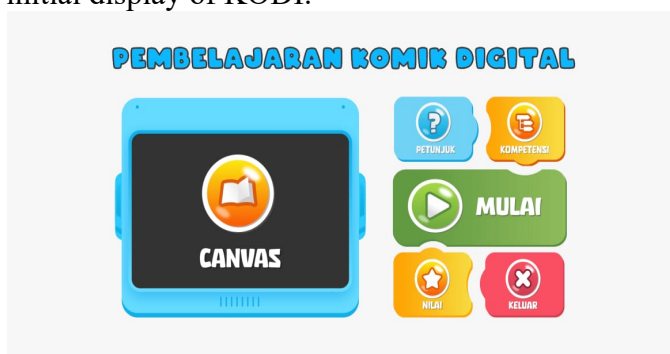 initial display of KODI.
PEMBELAJARAN KOMIK DIGITAL
CANVAS
PETUNJUK
KOMPETENSI
MULAI
NILAI
KELUAR